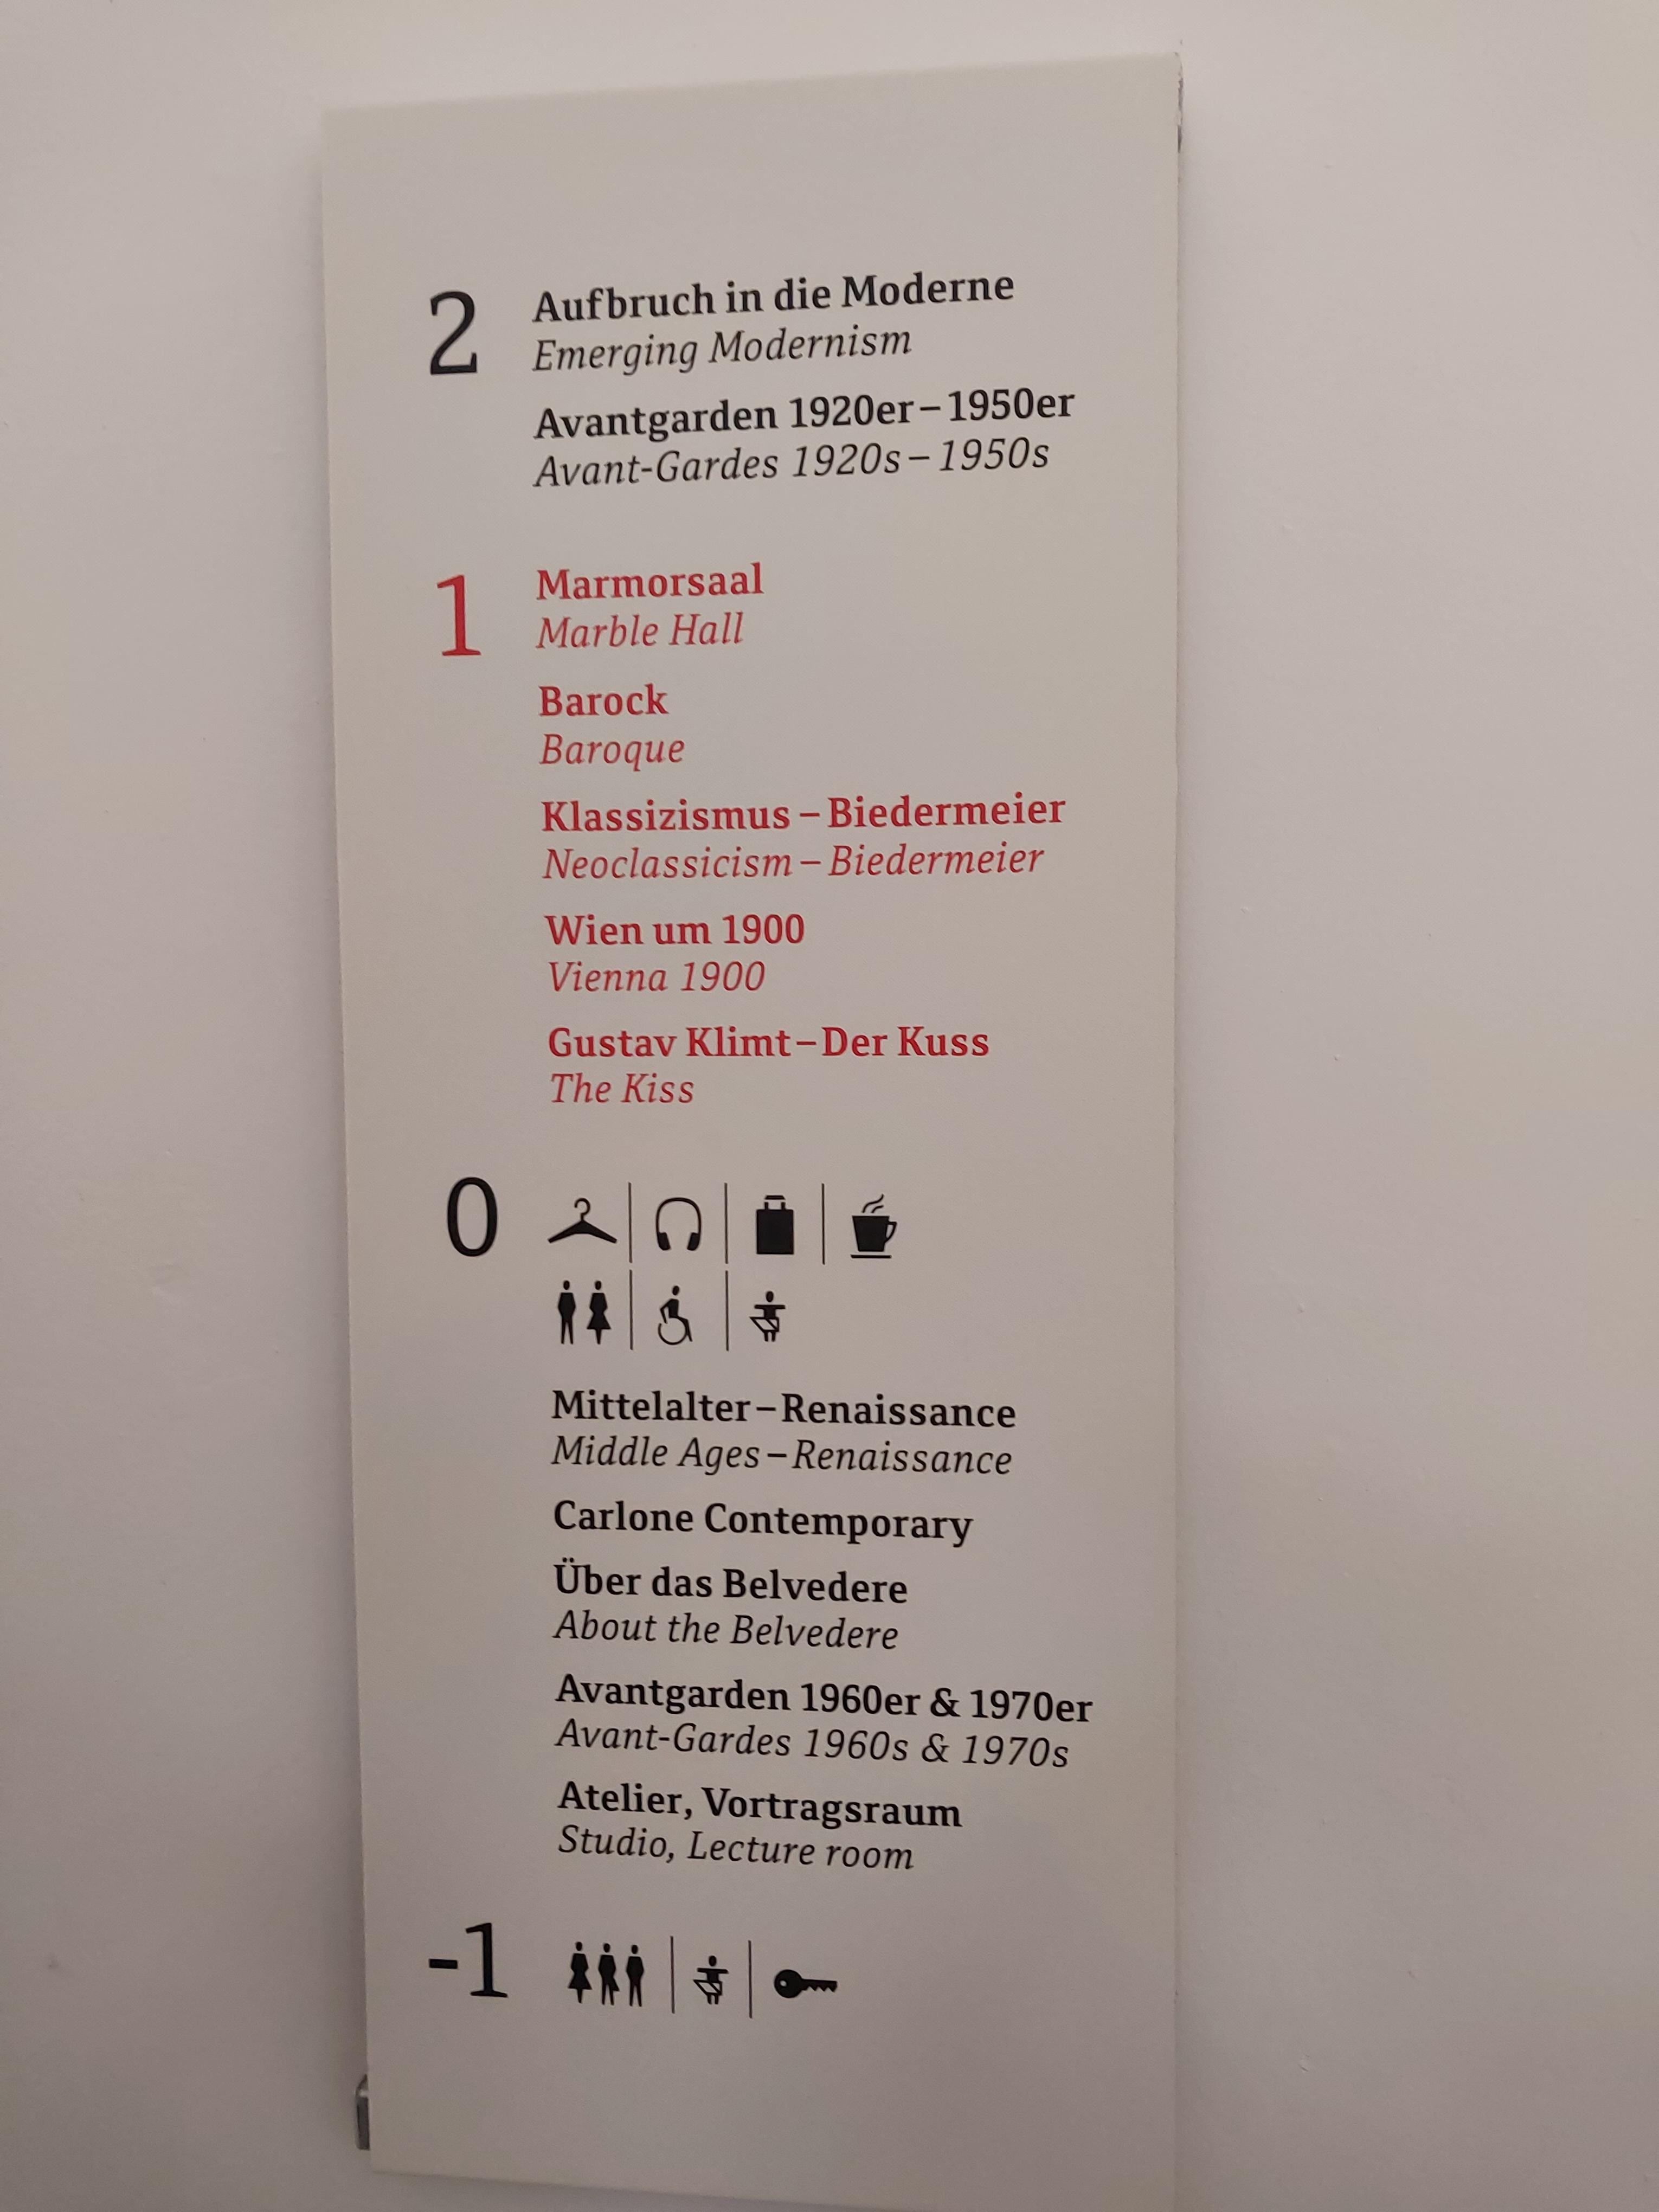 2
Aufbruch in die Moderne
Emerging Modernism
Avantgarden 1920er – 1950er
Avant-Gardes 1920s – 1950s
1
Marmorsaal
Marble Hall
Barock
Baroque
Klassizismus – Biedermeier
Neoclassicism – Biedermeier
Wien um 1900
Vienna 1900
Gustav Klimt – Der Kuss
The Kiss
0
Mittelalter – Renaissance
Middle Ages – Renaissance
Carlone Contemporary
Über das Belvedere
About the Belvedere
Avantgarden 1960er & 1970er
Avant-Gardes 1960s & 1970s
Atelier, Vortragsraum
Studio, Lecture room
-1